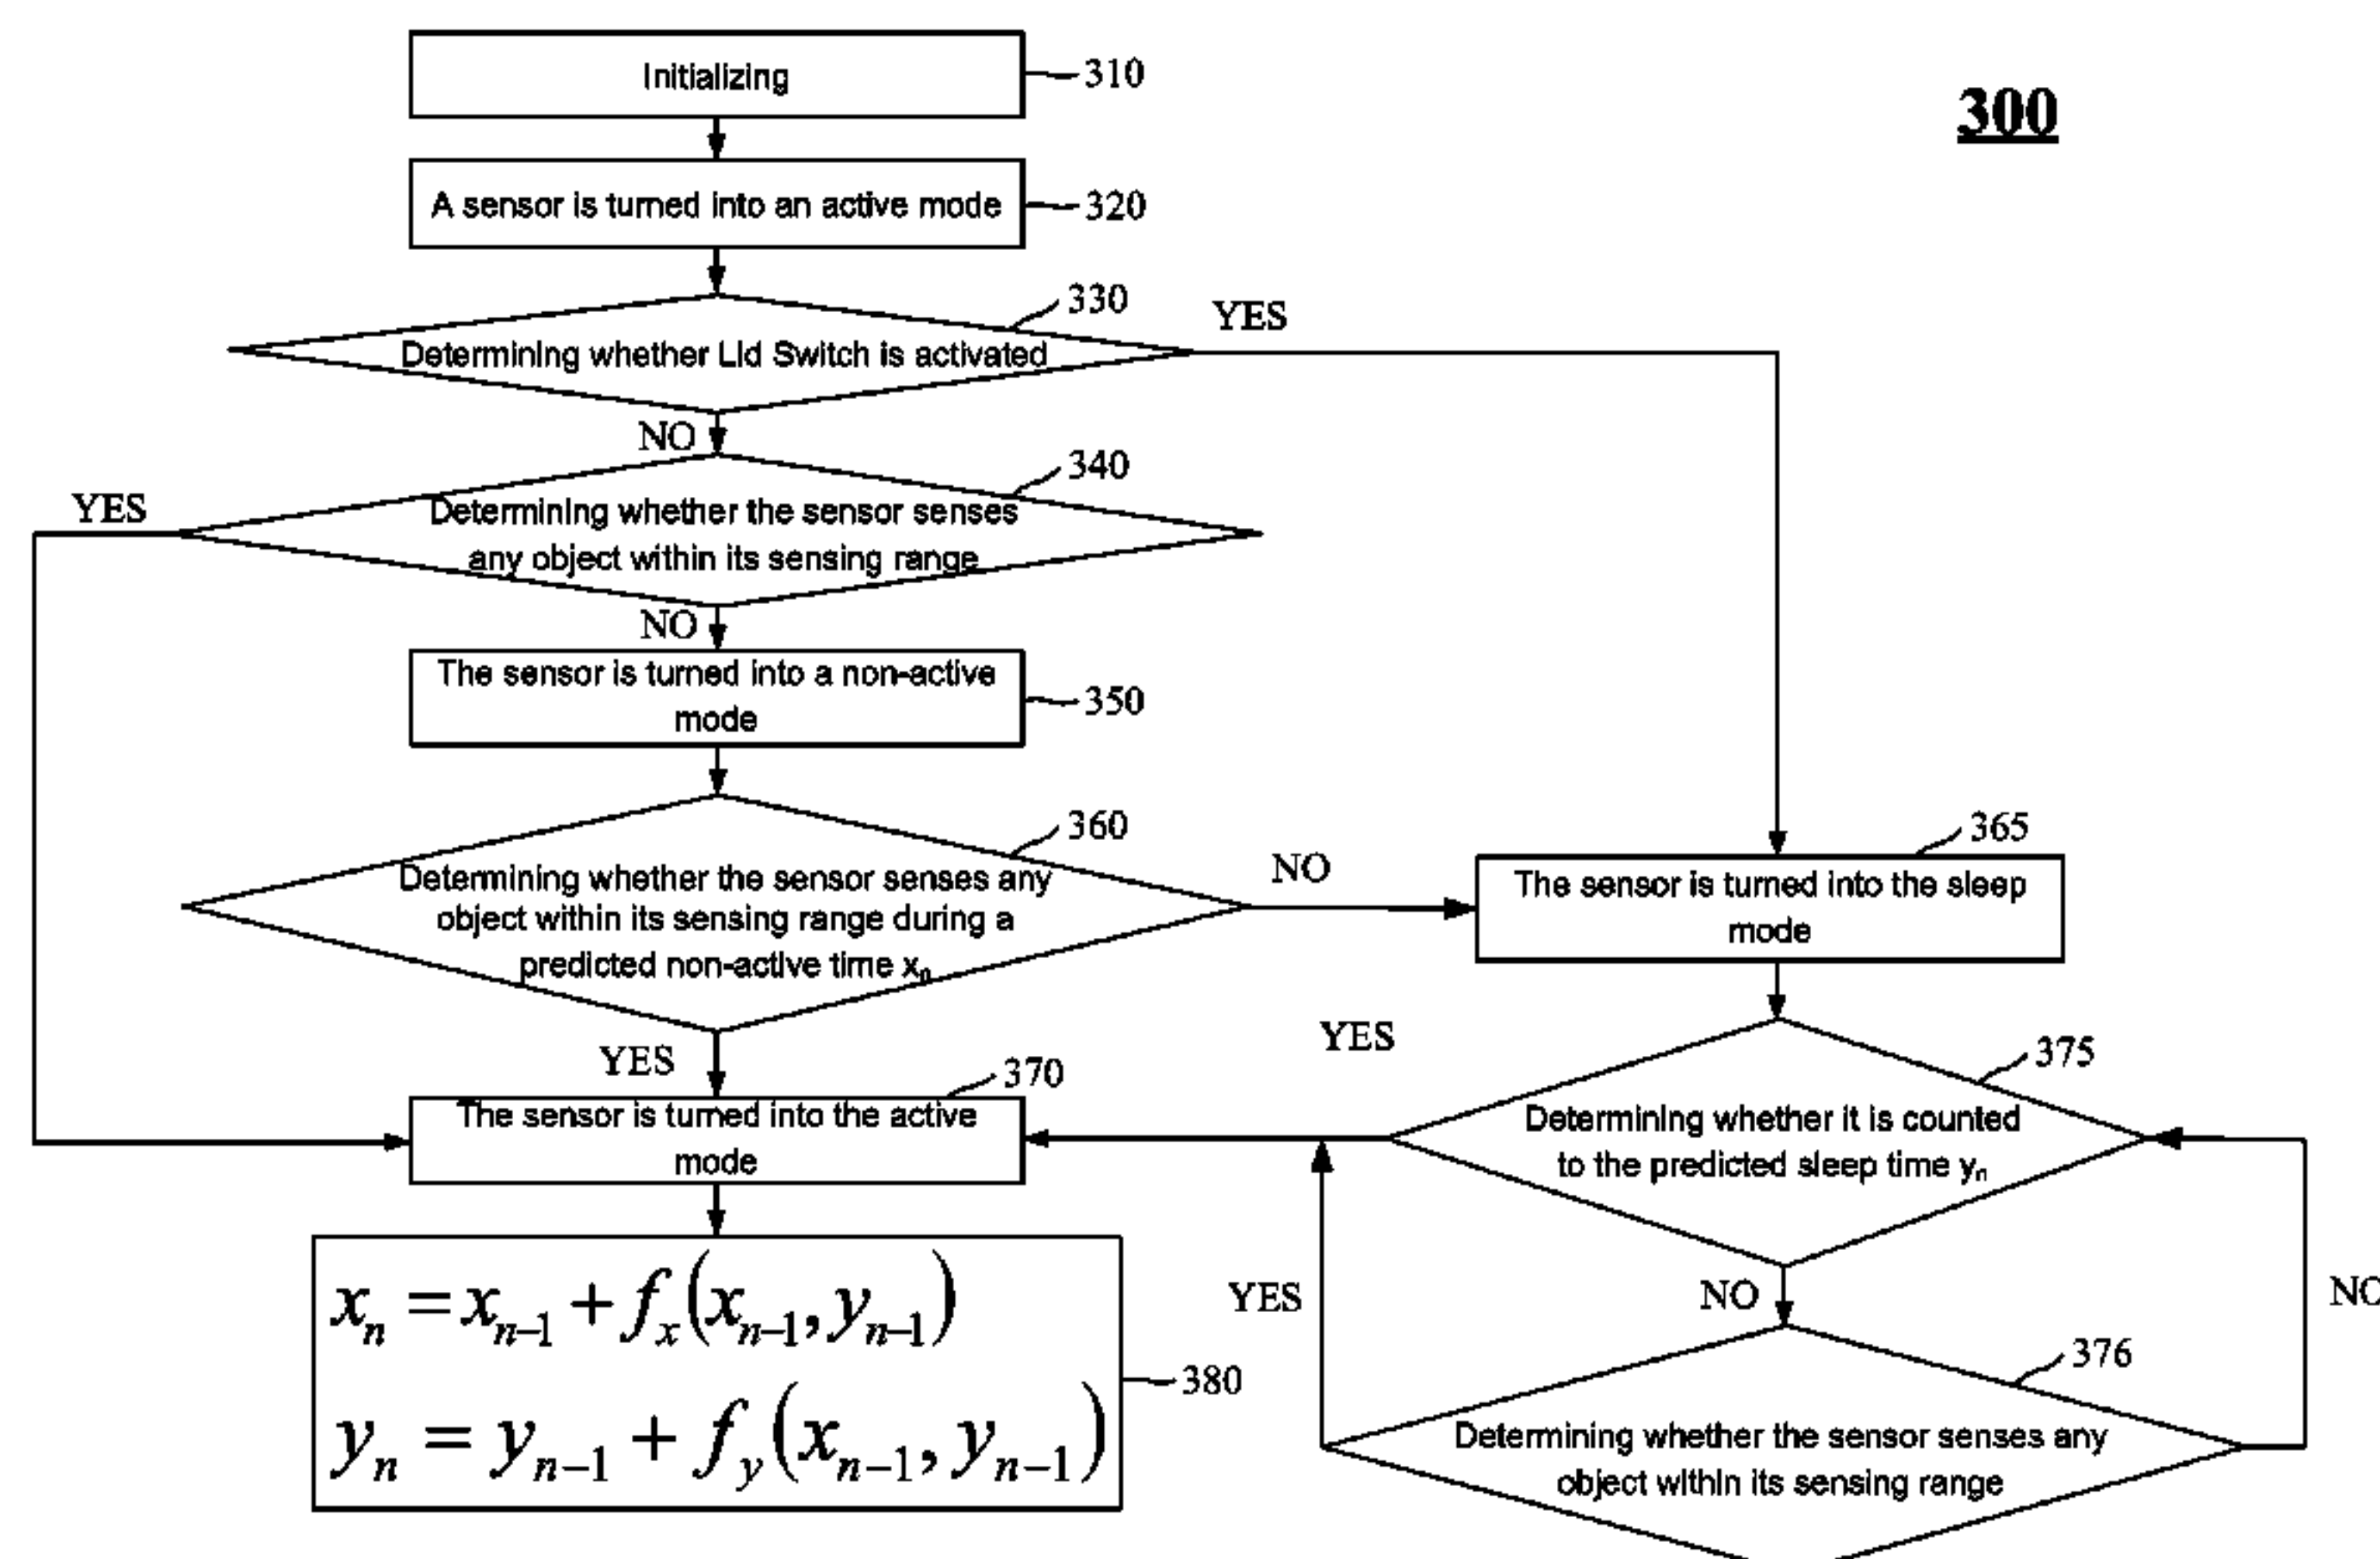 300
Initializing
310
A sensor is turned into an active mode
320
330
YES
Determining whether Lid Switch is activated
NO
340
YES
Determining whether the sensor senses
any object within its sensing range
NO
The sensor is turned into a non-active
mode
350
360
Determining whether the sensor senses any
object within its sensing range during a
predicted non-active time xₙ
NO
365
The sensor is turned into the sleep
mode
YES
YES
370
The sensor is turned into the active
mode
375
Determining whether it is counted
to the predicted sleep time yₙ
xₙ = xₙ₋₁ + fₓ(xₙ₋₁, yₙ₋₁)
yₙ = yₙ₋₁ + f_y(xₙ₋₁, yₙ₋₁)
380
YES
NO
NO
376
Determining whether the sensor senses any
object within its sensing range